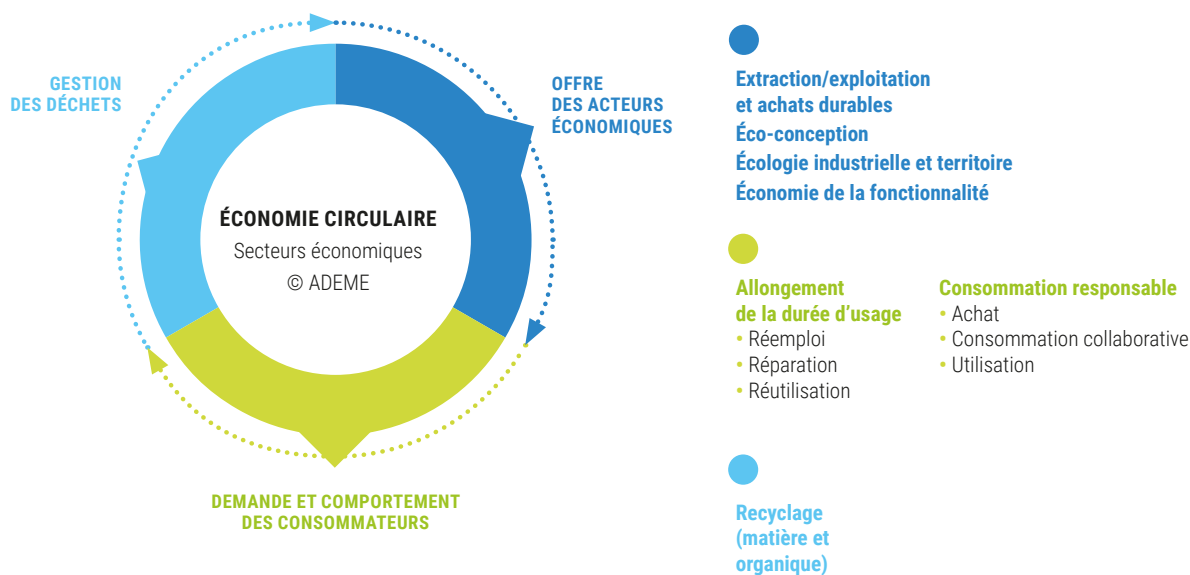 GESTION
DES DÉCHETS
OFFRE
DES ACTEURS
ÉCONOMIQUES
ÉCONOMIE CIRCULAIRE
Secteurs économiques
© ADEME
DEMANDE ET COMPORTEMENT
DES CONSOMMATEURS
Extraction/exploitation
et achats durables
Éco-conception
Écologie industrielle et territoire
Économie de la fonctionnalité
Allongement
de la durée d’usage
• Réemploi
• Réparation
• Réutilisation
Consommation responsable
• Achat
• Consommation collaborative
• Utilisation
Recyclage
(matière et
organique)